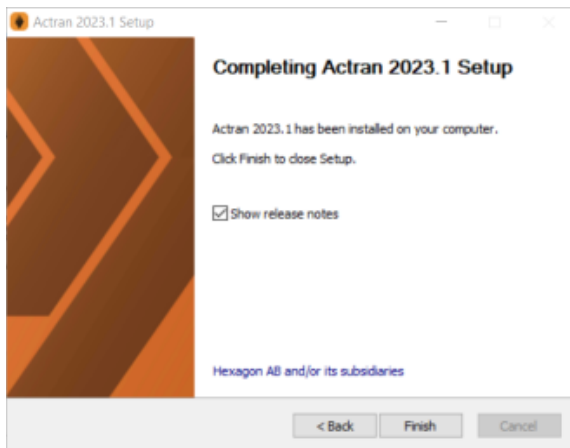 Actran 2023.1 Setup
Completing Actran 2023.1 Setup
Actran 2023.1 has been installed on your computer.
Click Finish to close Setup.
Show release notes
Hexagon AB and/or its subsidiaries
< Back Finish Cancel